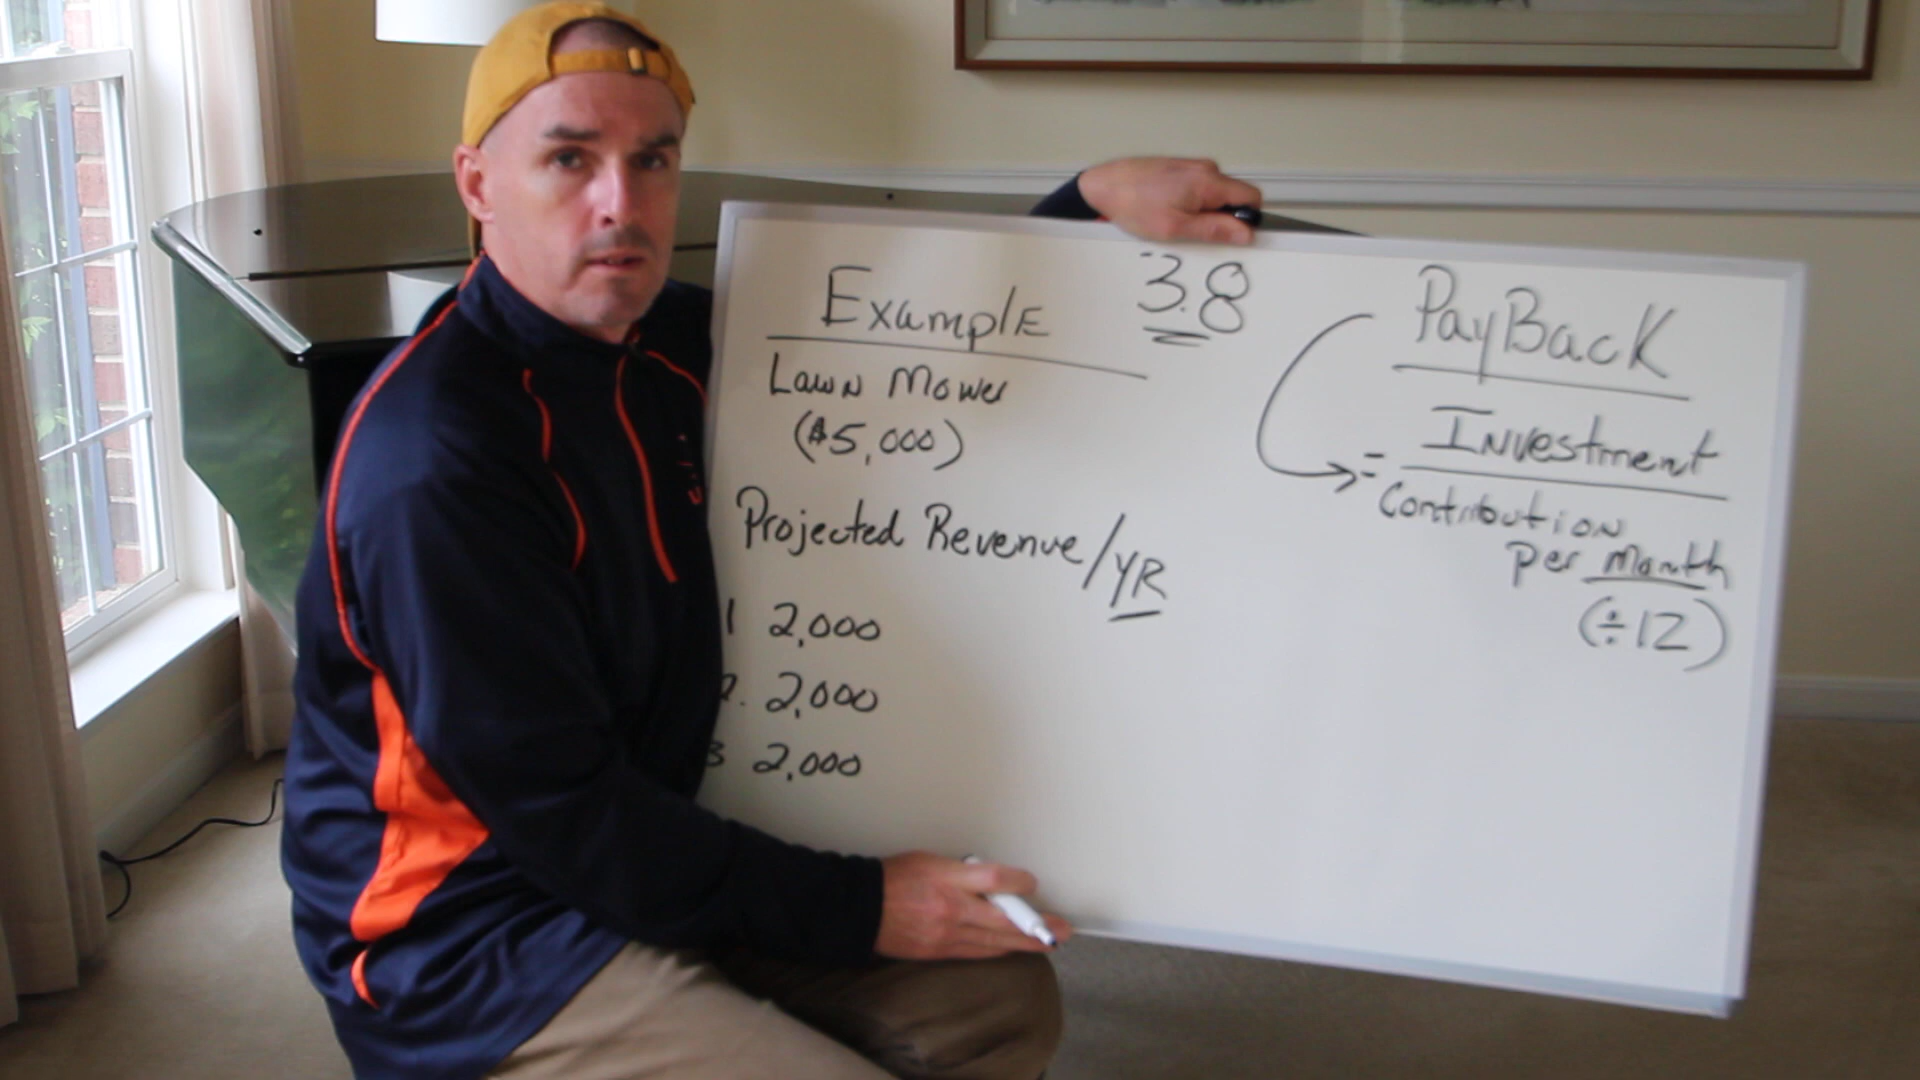 Example
Lawn Mower
($5,000)
Projected Revenue/YR
1 2,000
2. 2,000
3 2,000
3.8
PayBack
= Investment
Contribution
per Month
(÷12)